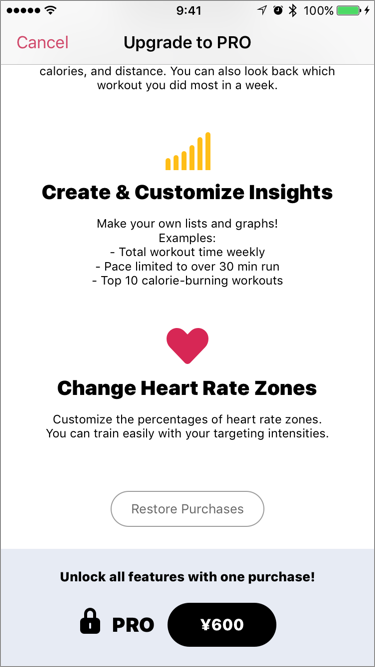 9:41
100%
Cancel
Upgrade to PRO
calories, and distance. You can also look back which
workout you did most in a week.
Create & Customize Insights
Make your own lists and graphs!
Examples:
- Total workout time weekly
- Pace limited to over 30 min run
- Top 10 calorie-burning workouts
Change Heart Rate Zones
Customize the percentages of heart rate zones.
You can train easily with your targeting intensities.
Restore Purchases
Unlock all features with one purchase!
PRO
¥600